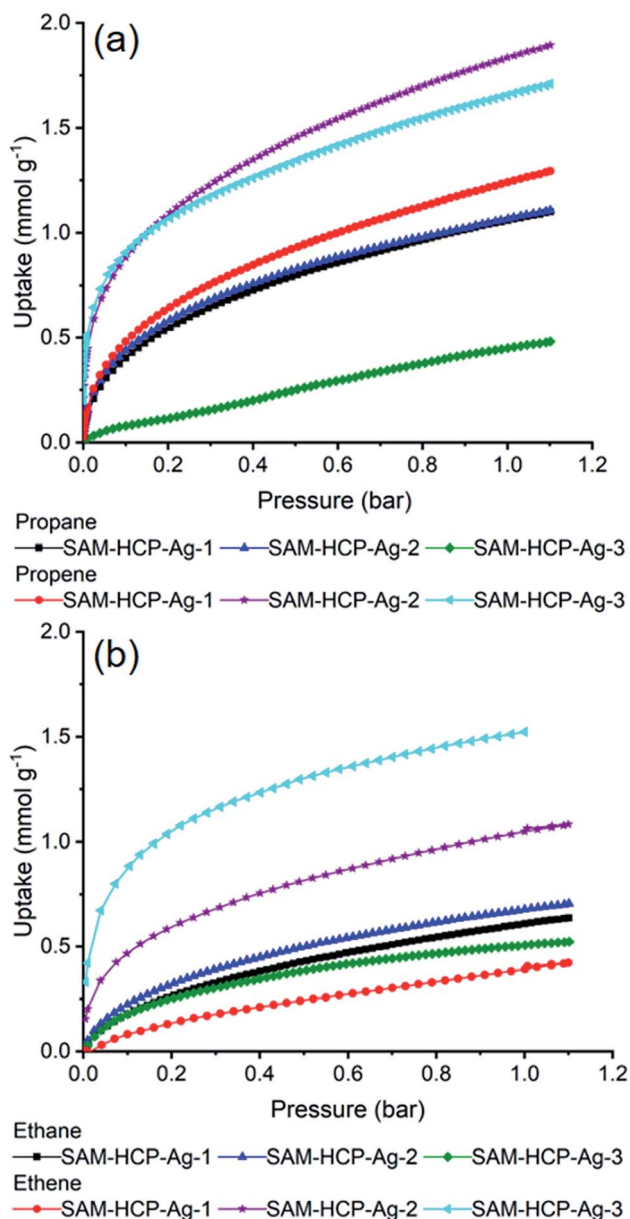 (a)
2.0
1.5
1.0
0.5
0.0
Uptake (mmol g⁻¹)
0.0 0.2 0.4 0.6 0.8 1.0 1.2
Pressure (bar)
Propane
SAM-HCP-Ag-1 SAM-HCP-Ag-2 SAM-HCP-Ag-3
Propene
SAM-HCP-Ag-1 SAM-HCP-Ag-2 SAM-HCP-Ag-3
(b)
2.0
1.5
1.0
0.5
0.0
Uptake (mmol g⁻¹)
0.0 0.2 0.4 0.6 0.8 1.0 1.2
Pressure (bar)
Ethane
SAM-HCP-Ag-1 SAM-HCP-Ag-2 SAM-HCP-Ag-3
Ethene
SAM-HCP-Ag-1 SAM-HCP-Ag-2 SAM-HCP-Ag-3